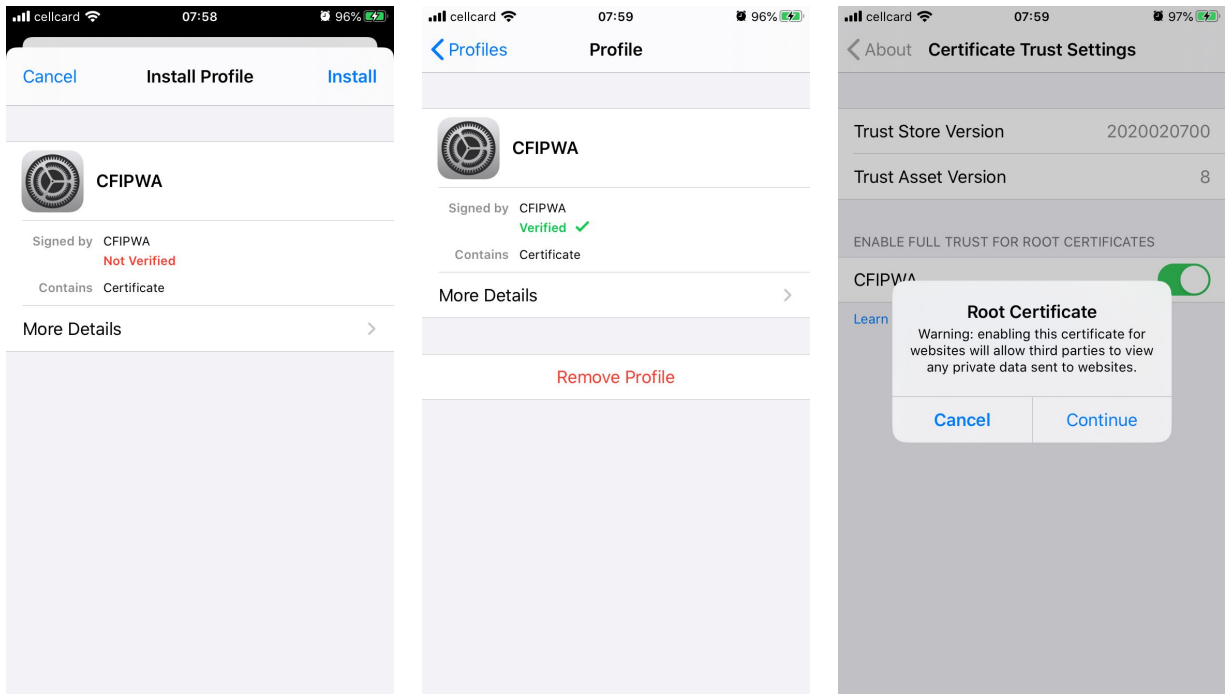 cellcard 07:58 96%
Cancel Install Profile Install
CFIPWA
Signed by CFIPWA
Not Verified
Contains Certificate
More Details
cellcard 07:59 96%
Profiles Profile
CFIPWA
Signed by CFIPWA
Verified ✓
Contains Certificate
More Details
Remove Profile
cellcard 07:59 97%
About Certificate Trust Settings
Trust Store Version 2020020700
Trust Asset Version 8
ENABLE FULL TRUST FOR ROOT CERTIFICATES
CFIPWA
Learn
Root Certificate
Warning: enabling this certificate for
websites will allow third parties to view
any private data sent to websites.
Cancel Continue